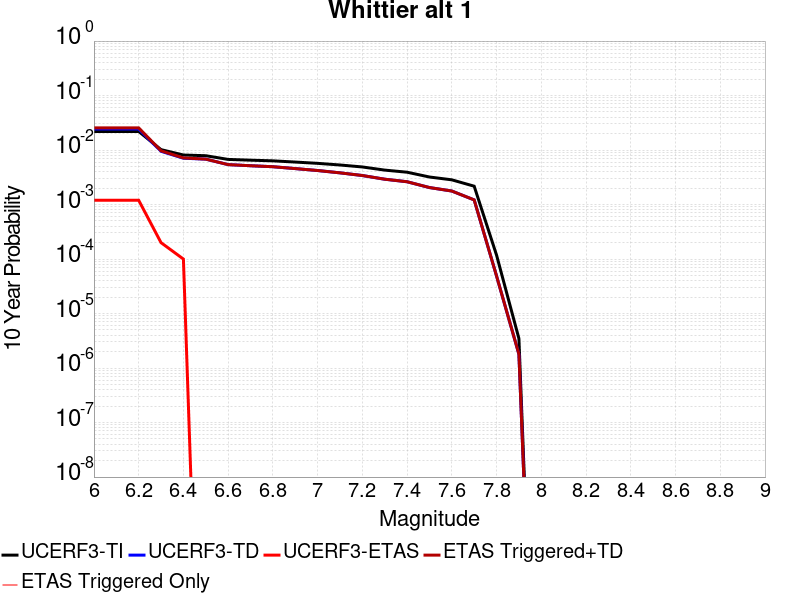 Whittier alt 1
10^0
10^-1
10^-2
10^-3
10^-4
10^-5
10^-6
10^-7
10^-8
10 Year Probability
6 6.2 6.4 6.6 6.8 7 7.2 7.4 7.6 7.8 8 8.2 8.4 8.6 8.8 9
Magnitude
UCERF3-TI UCERF3-TD UCERF3-ETAS ETAS Triggered+TD
ETAS Triggered Only